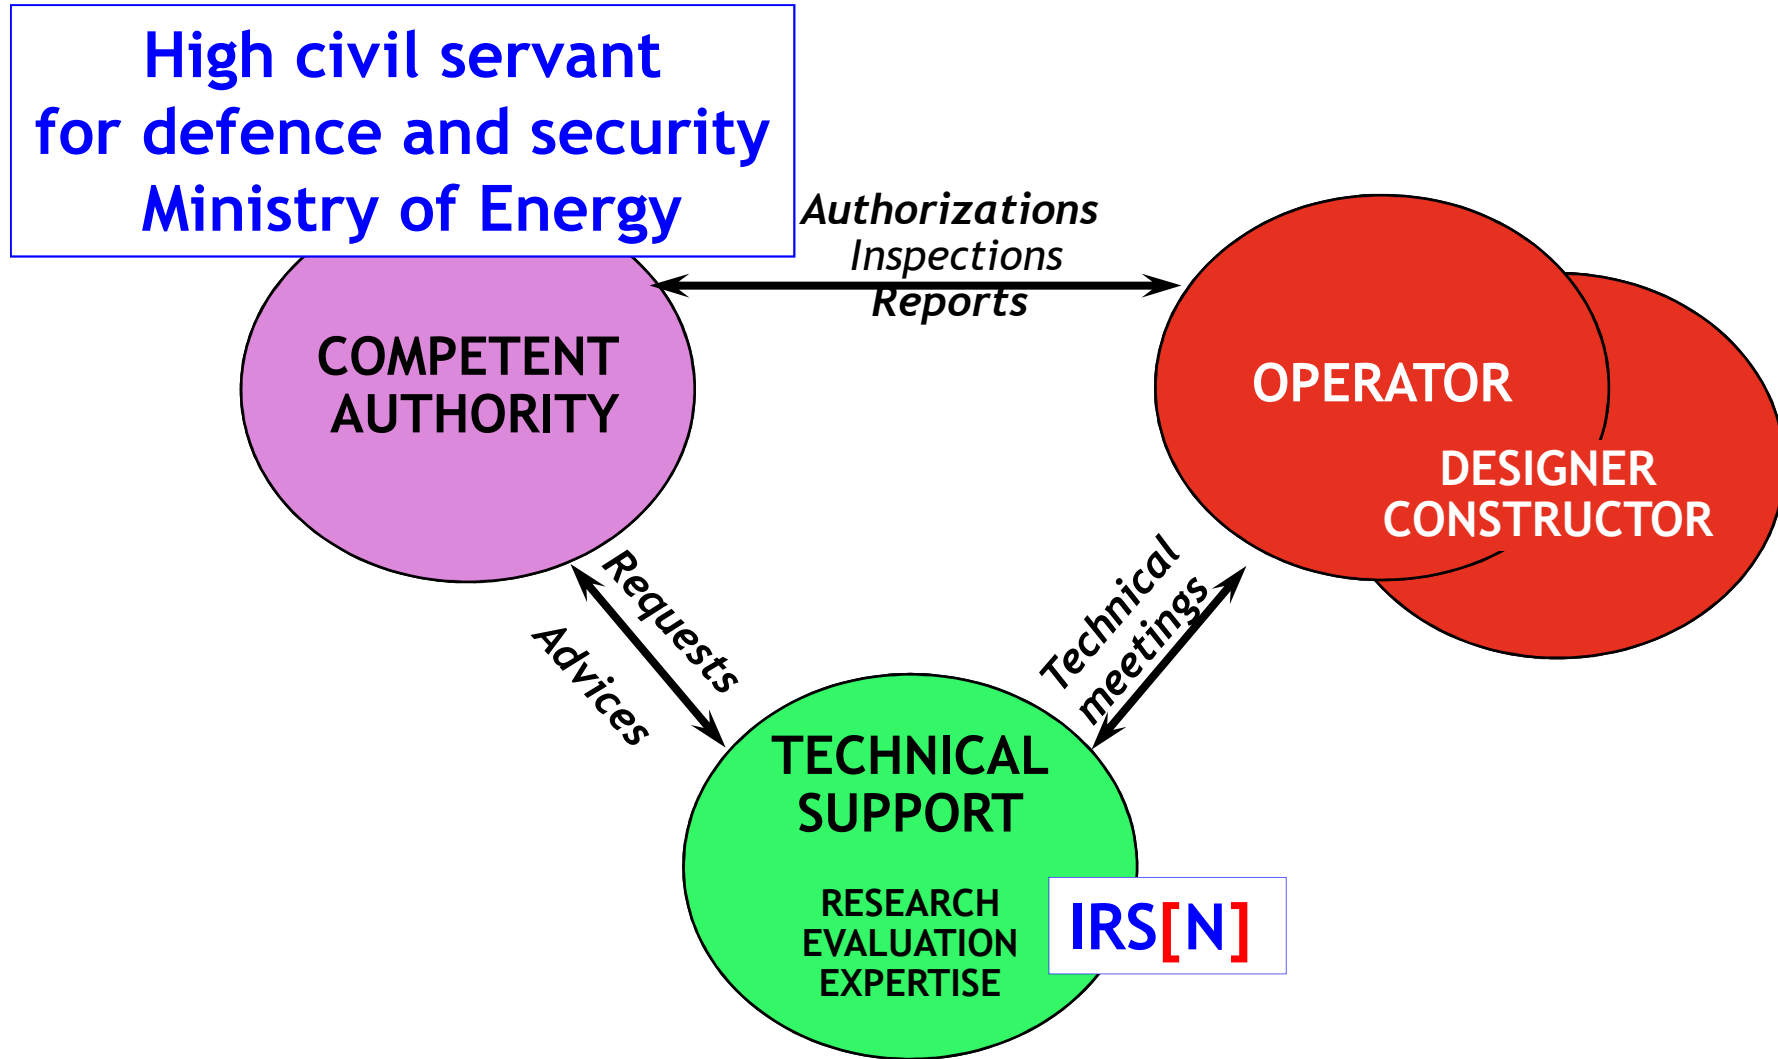 High civil servant
for defence and security
Ministry of Energy
Authorizations
Inspections
Reports
COMPETENT
AUTHORITY
OPERATOR
DESIGNER
CONSTRUCTOR
Requests
Advices
Technical
meetings
TECHNICAL
SUPPORT
RESEARCH
EVALUATION
EXPERTISE
IRS[N]